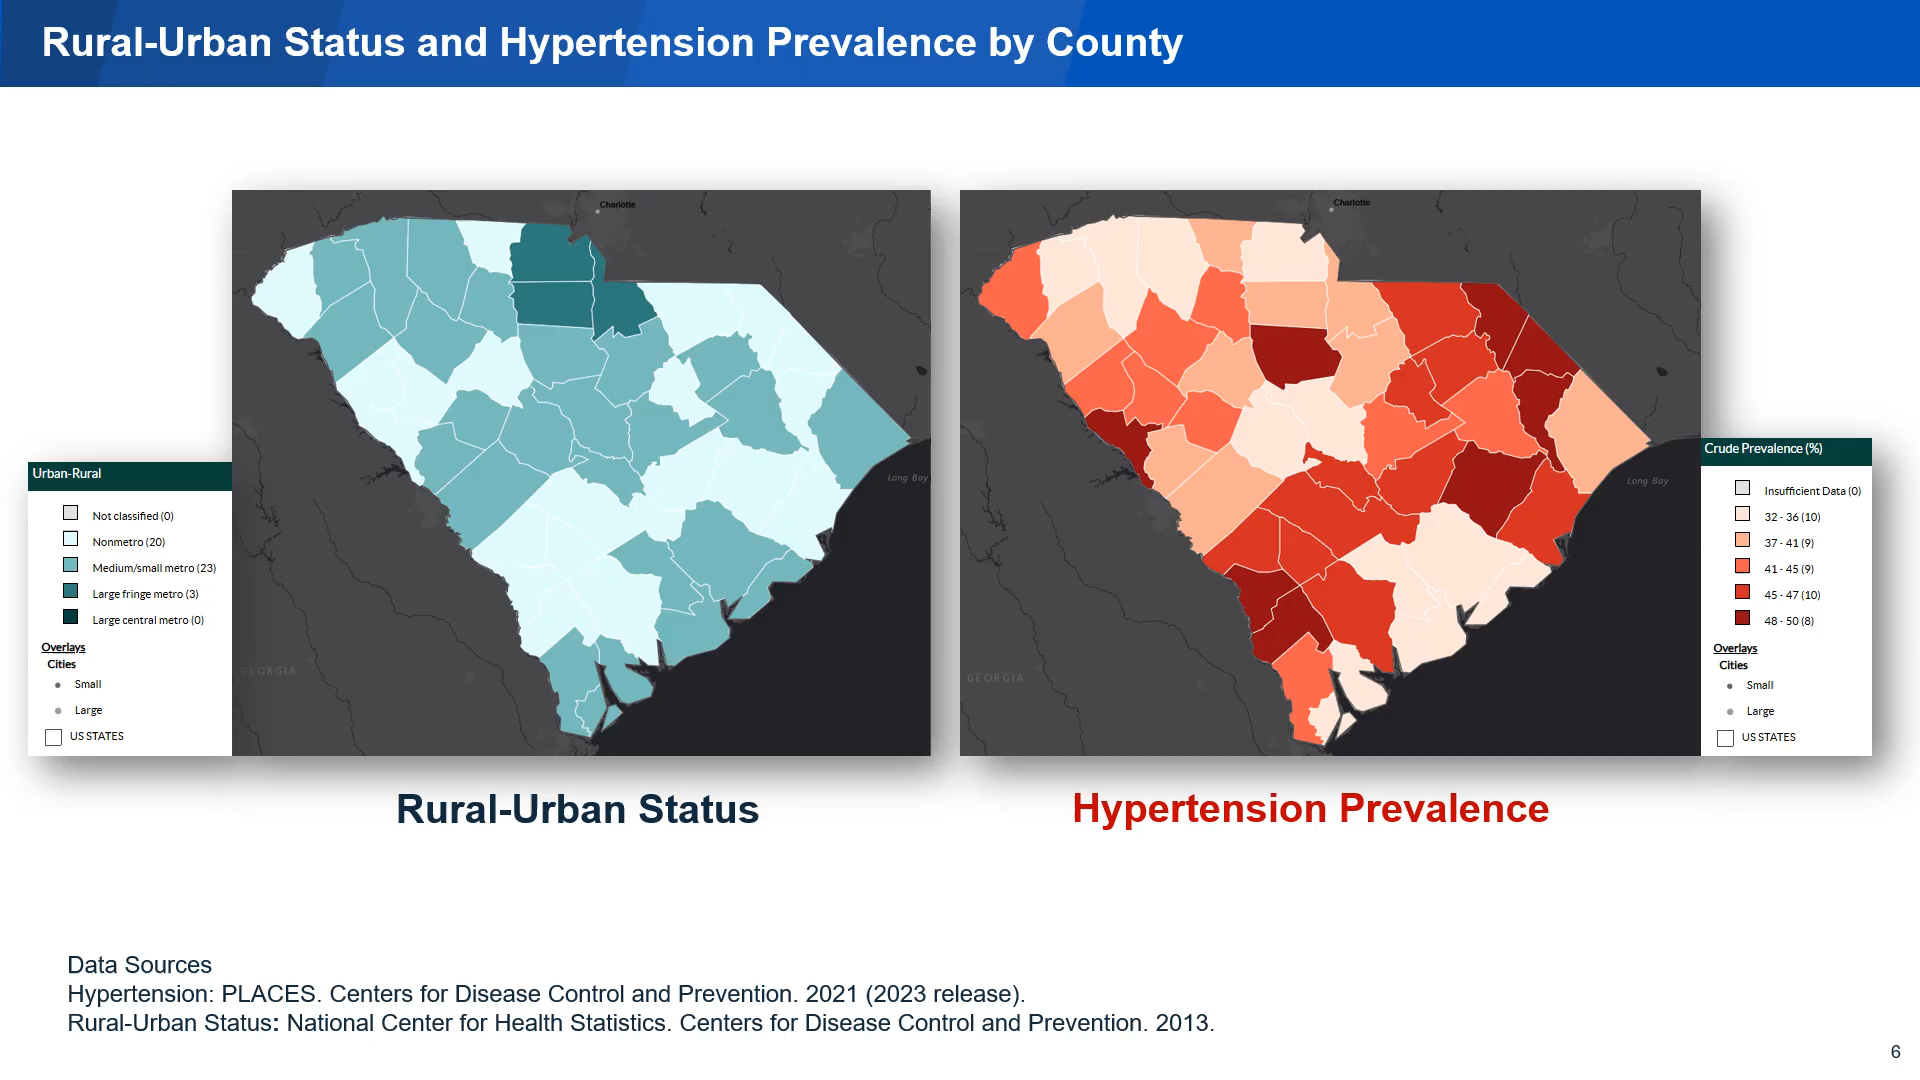 Rural-Urban Status and Hypertension Prevalence by County
Charlotte
Long Bay
GEORGIA
Urban-Rural
Not classified (0)
Nonmetro (20)
Medium/small metro (23)
Large fringe metro (3)
Large central metro (0)
Overlays
Cities
Small
Large
US STATES
Charlotte
Long Bay
GEORGIA
Crude Prevalence (%)
Insufficient Data (0)
32 - 36 (10)
37 - 41 (9)
41 - 45 (9)
45 - 47 (10)
48 - 50 (8)
Overlays
Cities
Small
Large
US STATES
Rural-Urban Status
Hypertension Prevalence
Data Sources
Hypertension: PLACES. Centers for Disease Control and Prevention. 2021 (2023 release).
Rural-Urban Status: National Center for Health Statistics. Centers for Disease Control and Prevention. 2013.
6